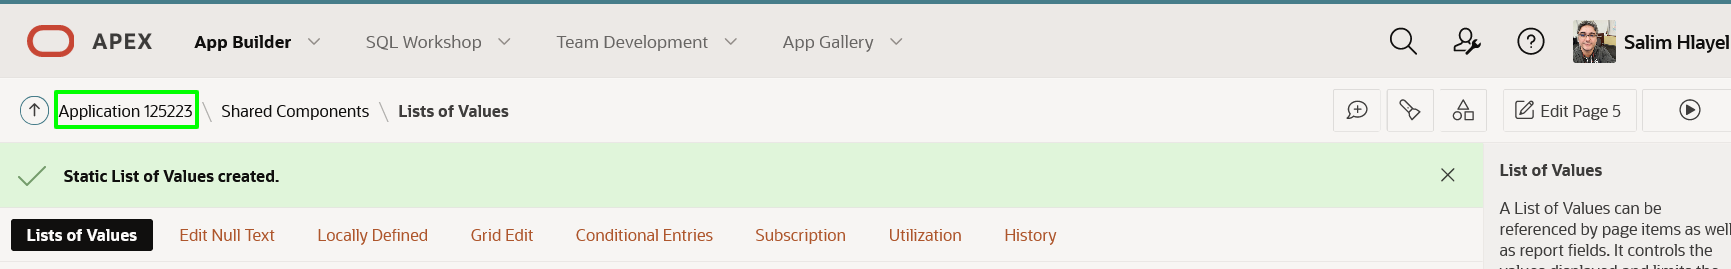 APEX App Builder SQL Workshop Team Development App Gallery Salim Hlayel
Application 125223 \ Shared Components \ Lists of Values Edit Page 5
Static List of Values created.
Lists of Values Edit Null Text Locally Defined Grid Edit Conditional Entries Subscription Utilization History
List of Values
A List of Values can be
referenced by page items as well
as report fields. It controls the